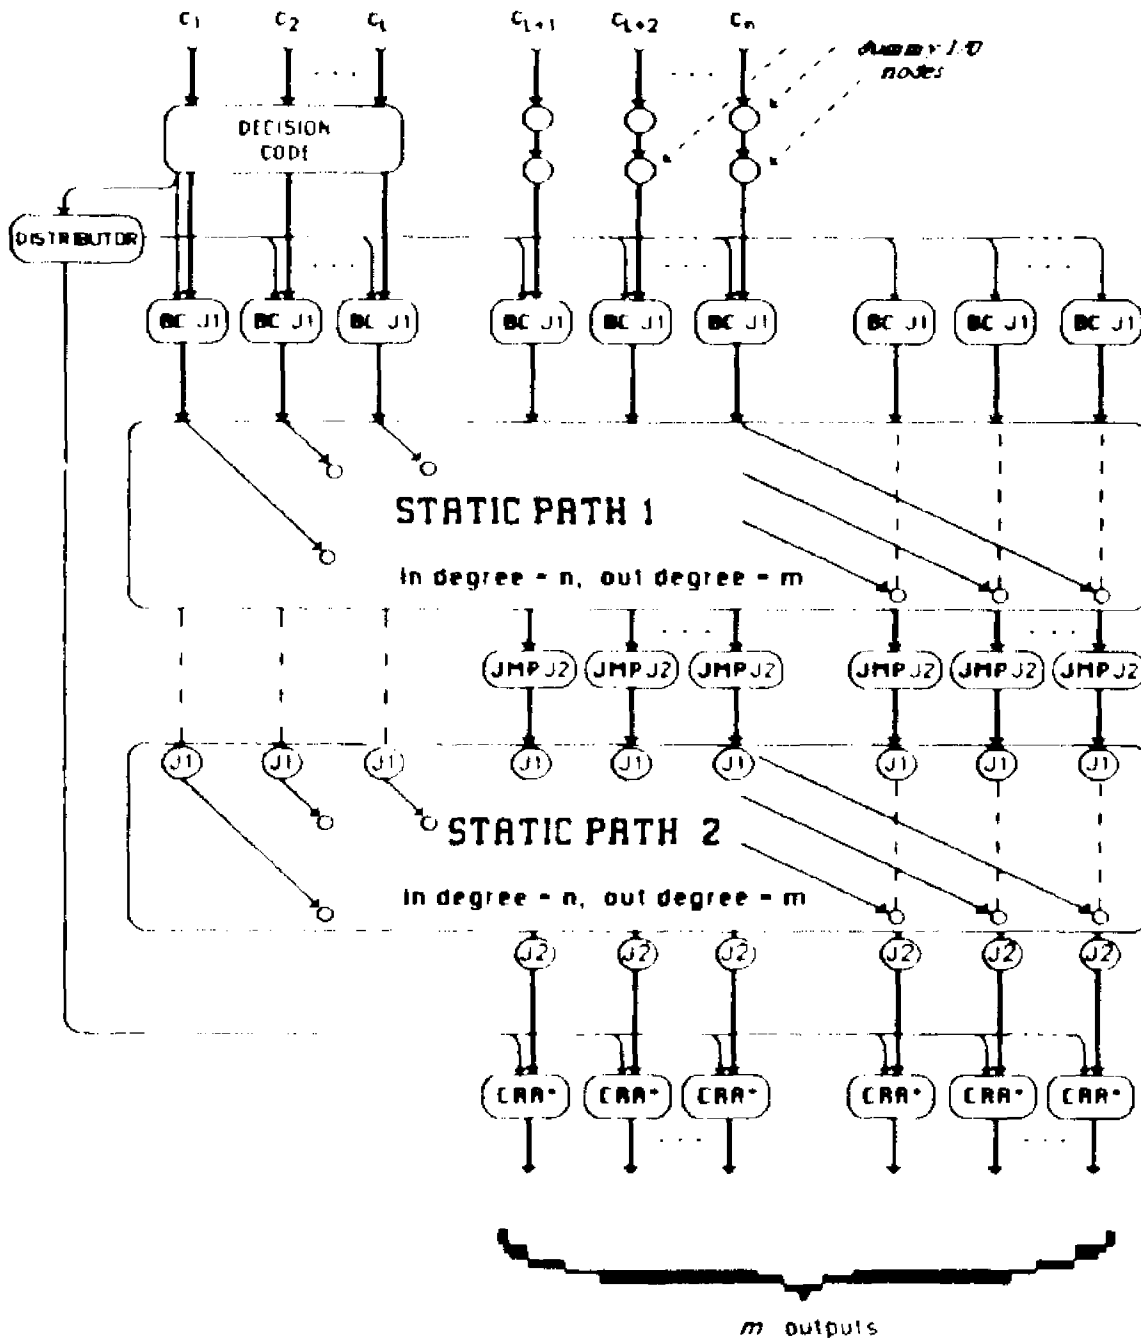 C1 C2 Ct CL+1 CL+2 Cn
dummy I/O
nodes
DECISION
CODE
DISTRIBUTOR
BC J1 BC J1 BC J1 BC J1 BC J1 BC J1 BC J1 BC J1 BC J1
STATIC PATH 1
In degree = n, out degree = m
JMP J2 JMP J2 JMP J2 JMP J2 JMP J2 JMP J2
J1 J1 J1 J1 J1 J1 J1 J1 J1
STATIC PATH 2
In degree = n, out degree = m
J2 J2 J2 J2 J2 J2
CRA* CRA* CRA* CRA* CRA* CRA*
m outputs